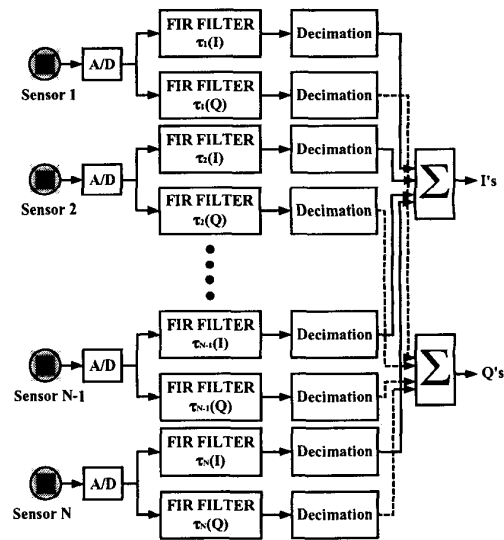 FIR FILTER
τ₁(I)
Decimation
A/D
Sensor 1
FIR FILTER
τ₁(Q)
Decimation
FIR FILTER
τ₂(I)
Decimation
A/D
Sensor 2
FIR FILTER
τ₂(Q)
Decimation
Σ
I's
FIR FILTER
τN-1(I)
Decimation
A/D
Sensor N-1
FIR FILTER
τN-1(Q)
Decimation
Σ
Q's
FIR FILTER
τN(I)
Decimation
A/D
Sensor N
FIR FILTER
τN(Q)
Decimation